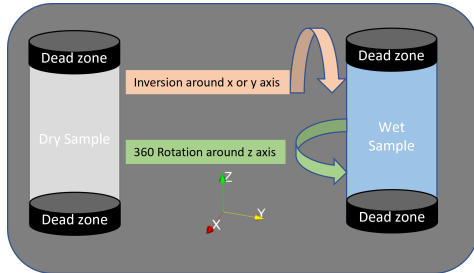 Dead zone
Dead zone
Inversion around x or y axis
Dry Sample
Wet
Sample
360 Rotation around z axis
Z
Y
X
Dead zone
Dead zone